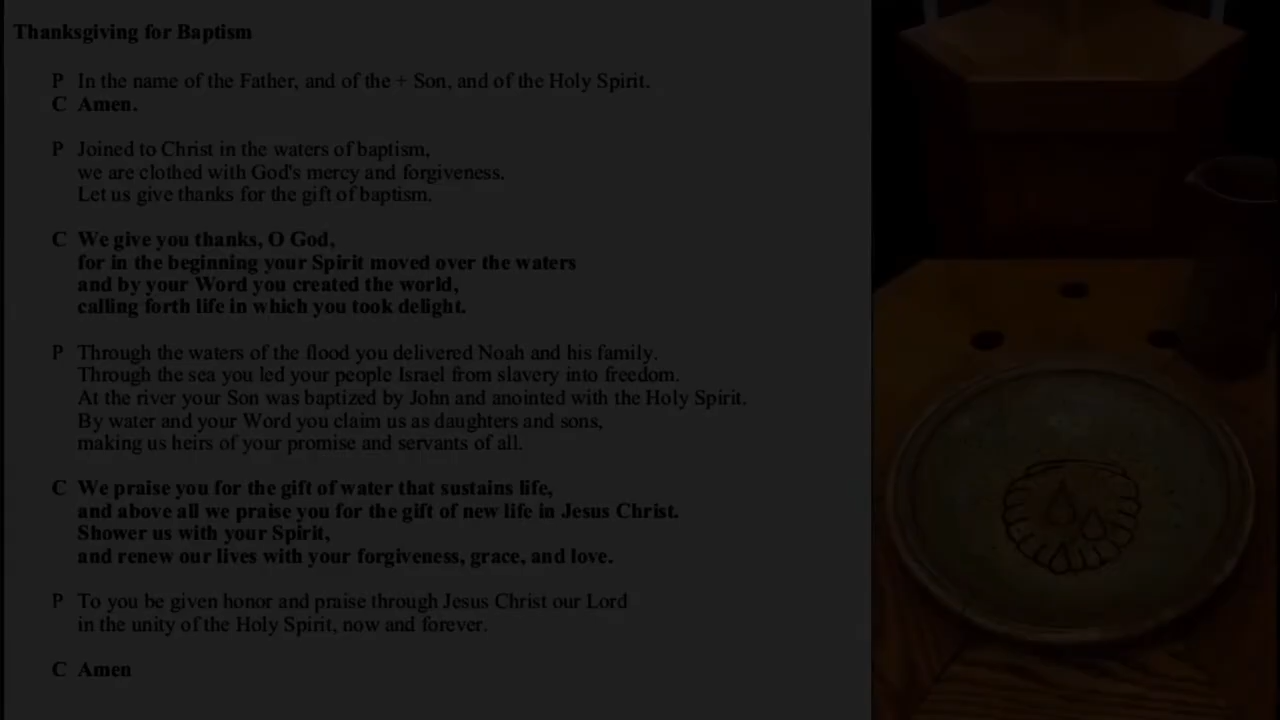 Thanksgiving for Baptism
P In the name of the Father, and of the + Son, and of the Holy Spirit.
C Amen.
P Joined to Christ in the waters of baptism,
we are clothed with God's mercy and forgiveness.
Let us give thanks for the gift of baptism.
C We give you thanks, O God,
for in the beginning your Spirit moved over the waters
and by your Word you created the world,
calling forth life in which you took delight.
P Through the waters of the flood you delivered Noah and his family.
Through the sea you led your people Israel from slavery into freedom.
At the river your Son was baptized by John and anointed with the Holy Spirit.
By water and your Word you claim us as daughters and sons,
making us heirs of your promise and servants of all.
C We praise you for the gift of water that sustains life,
and above all we praise you for the gift of new life in Jesus Christ.
Shower us with your Spirit,
and renew our lives with your forgiveness, grace, and love.
P To you be given honor and praise through Jesus Christ our Lord
in the unity of the Holy Spirit, now and forever.
C Amen